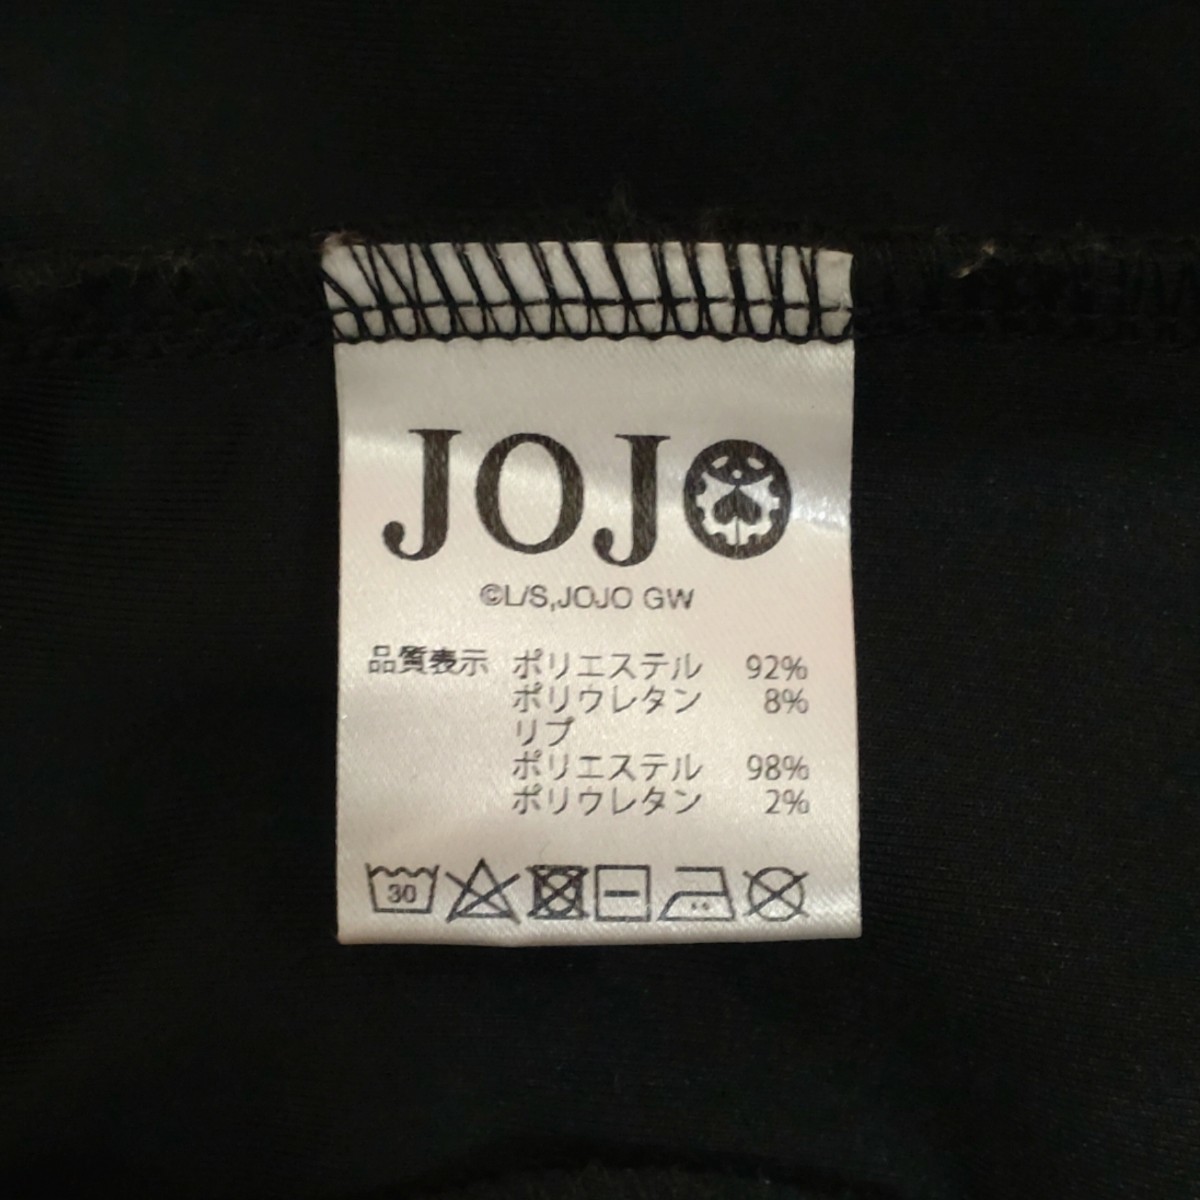 JOJO
©L/S,JOJO GW
品質表示 ポリエステル 92%
ポリウレタン 8%
リブ
ポリエステル 98%
ポリウレタン 2%
30